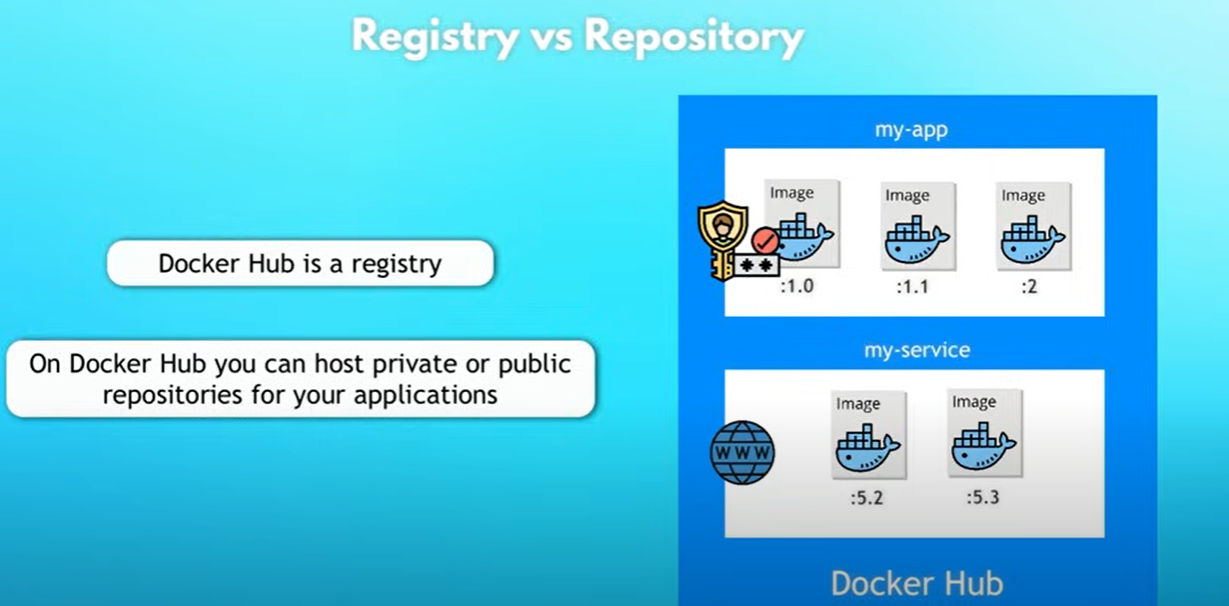 Registry vs Repository
Docker Hub is a registry
On Docker Hub you can host private or public
repositories for your applications
my-app
Image
Image
Image
:1.0
:1.1
:2
my-service
Image
Image
WWW
:5.2
:5.3
Docker Hub